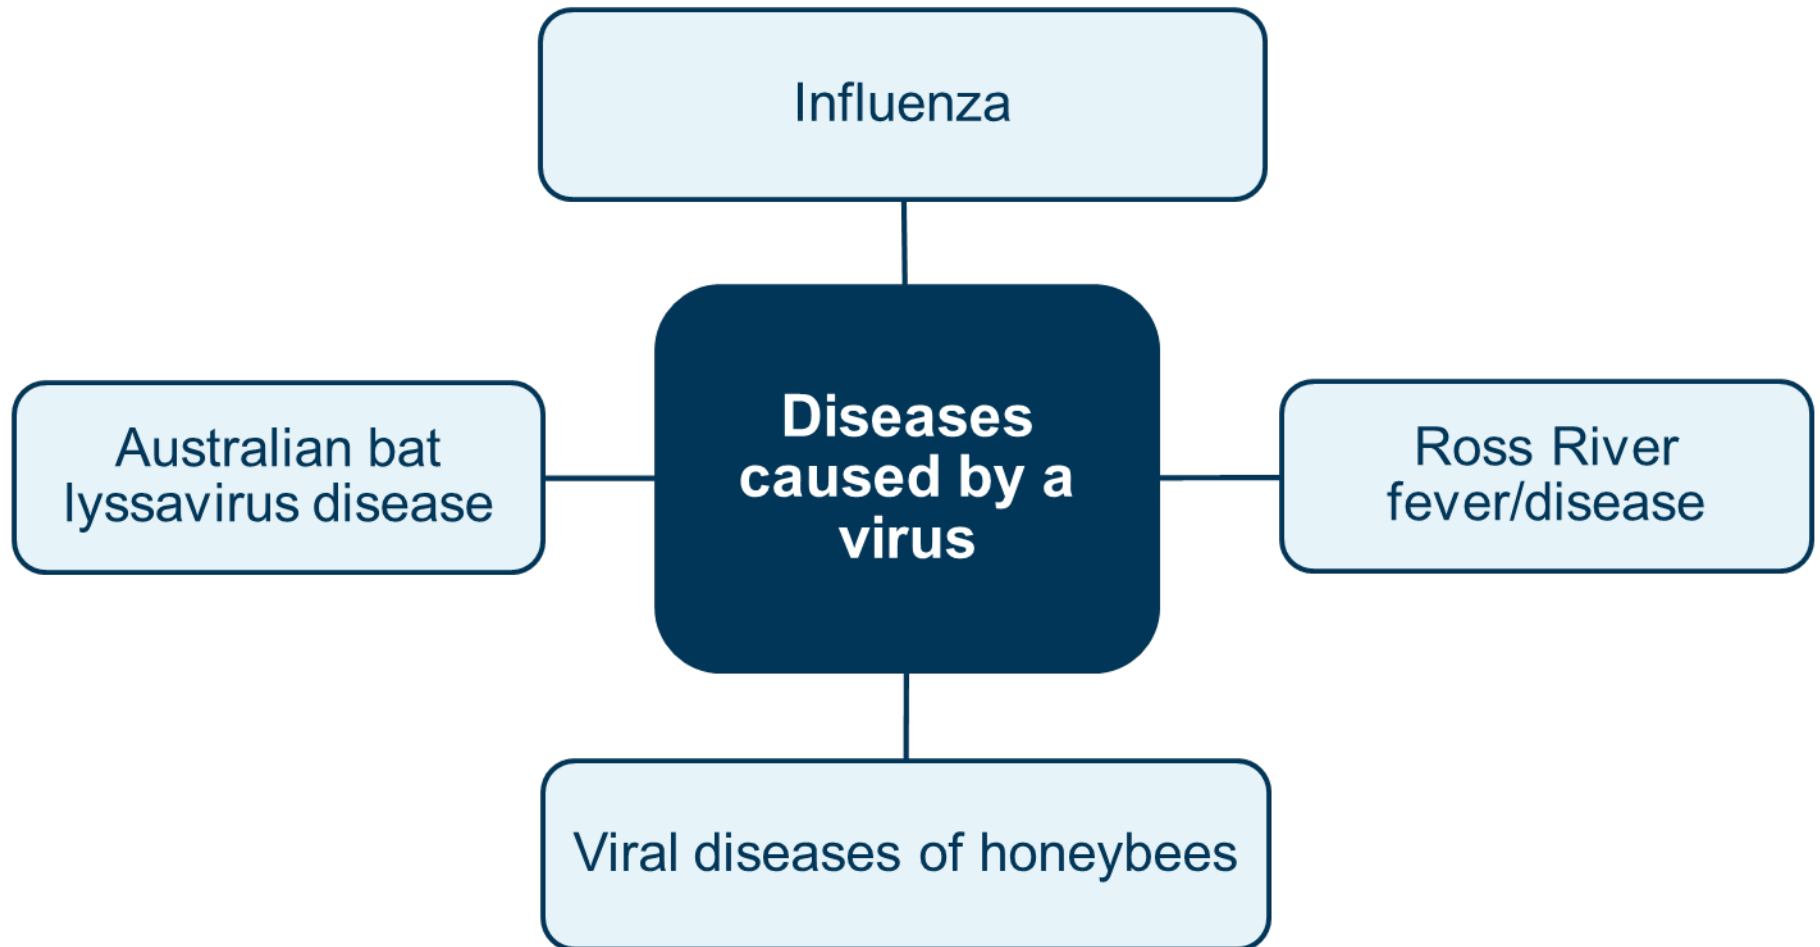 Influenza
Australian bat
lyssavirus disease
Diseases
caused by a
virus
Ross River
fever/disease
Viral diseases of honeybees